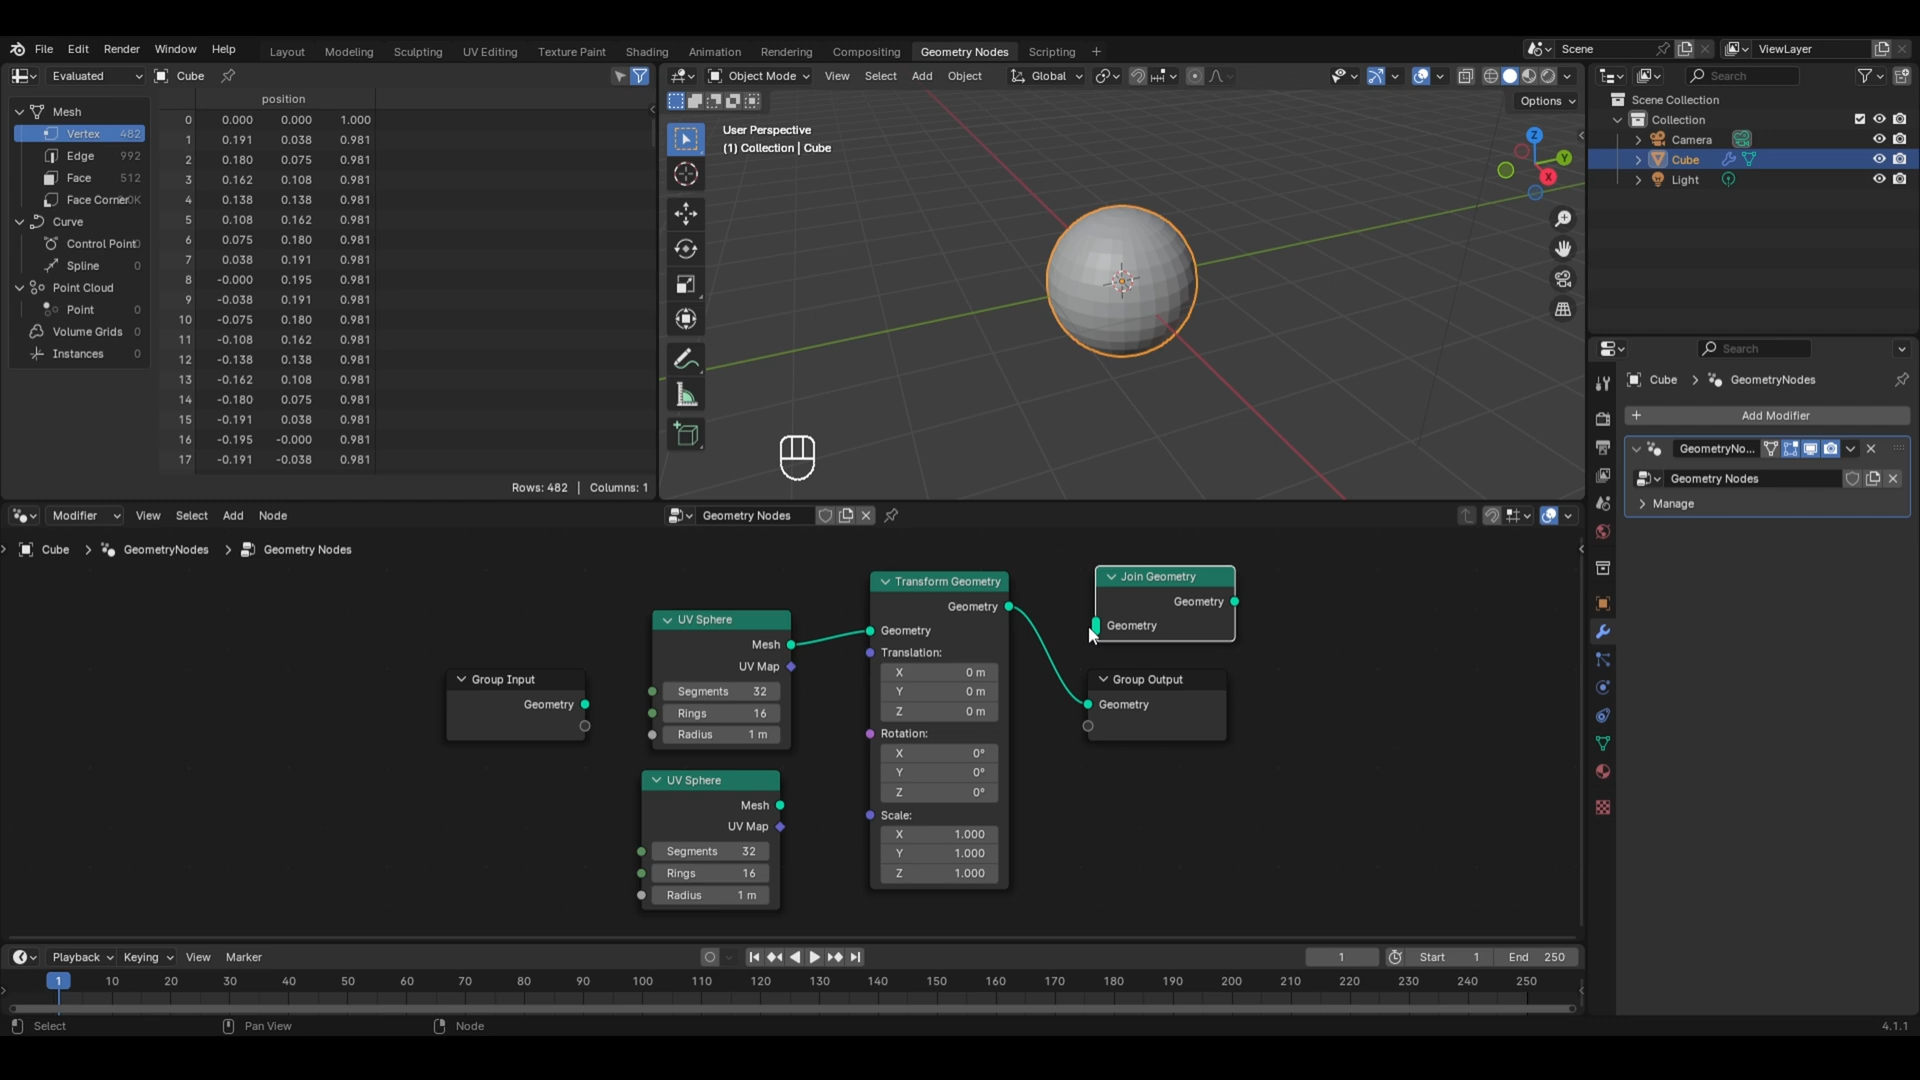 File Edit Render Window Help Layout Modeling Sculpting UV Editing Texture Paint Shading Animation Rendering Compositing Geometry Nodes Scripting + Scene ViewLayer
Evaluated Cube
Object Mode View Select Add Object Global
Search
position
Options
Mesh
Vertex 482
Edge 992
Face 512
Face Corner
Curve
Control Point
Spline 0
Point Cloud
Point 0
Volume Grids 0
Instances 0
0 0.000 0.000 1.000
1 0.191 0.038 0.981
2 0.180 0.075 0.981
3 0.162 0.108 0.981
4 0.138 0.138 0.981
5 0.108 0.162 0.981
6 0.075 0.180 0.981
7 0.038 0.191 0.981
8 -0.000 0.195 0.981
9 -0.038 0.191 0.981
10 -0.075 0.180 0.981
11 -0.108 0.162 0.981
12 -0.138 0.138 0.981
13 -0.162 0.108 0.981
14 -0.180 0.075 0.981
15 -0.191 0.038 0.981
16 -0.195 -0.000 0.981
17 -0.191 -0.038 0.981
Rows: 482 | Columns: 1
User Perspective
(1) Collection | Cube
Z
Y
X
Scene Collection
Collection
Camera
Cube
Light
Search
Cube > GeometryNodes
+ Add Modifier
GeometryNo...
Geometry Nodes
Manage
Modifier View Select Add Node Geometry Nodes
Cube > GeometryNodes > Geometry Nodes
Group Input
Geometry
UV Sphere
Mesh
UV Map
Segments 32
Rings 16
Radius 1 m
UV Sphere
Mesh
UV Map
Segments 32
Rings 16
Radius 1 m
Transform Geometry
Geometry
Geometry
Translation:
X 0 m
Y 0 m
Z 0 m
Rotation:
X 0°
Y 0°
Z 0°
Scale:
X 1.000
Y 1.000
Z 1.000
Join Geometry
Geometry
Geometry
Group Output
Geometry
Playback Keying View Marker 1 Start 1 End 250
1 10 20 30 40 50 60 70 80 90 100 110 120 130 140 150 160 170 180 190 200 210 220 230 240 250
Select Pan View Node 4.1.1